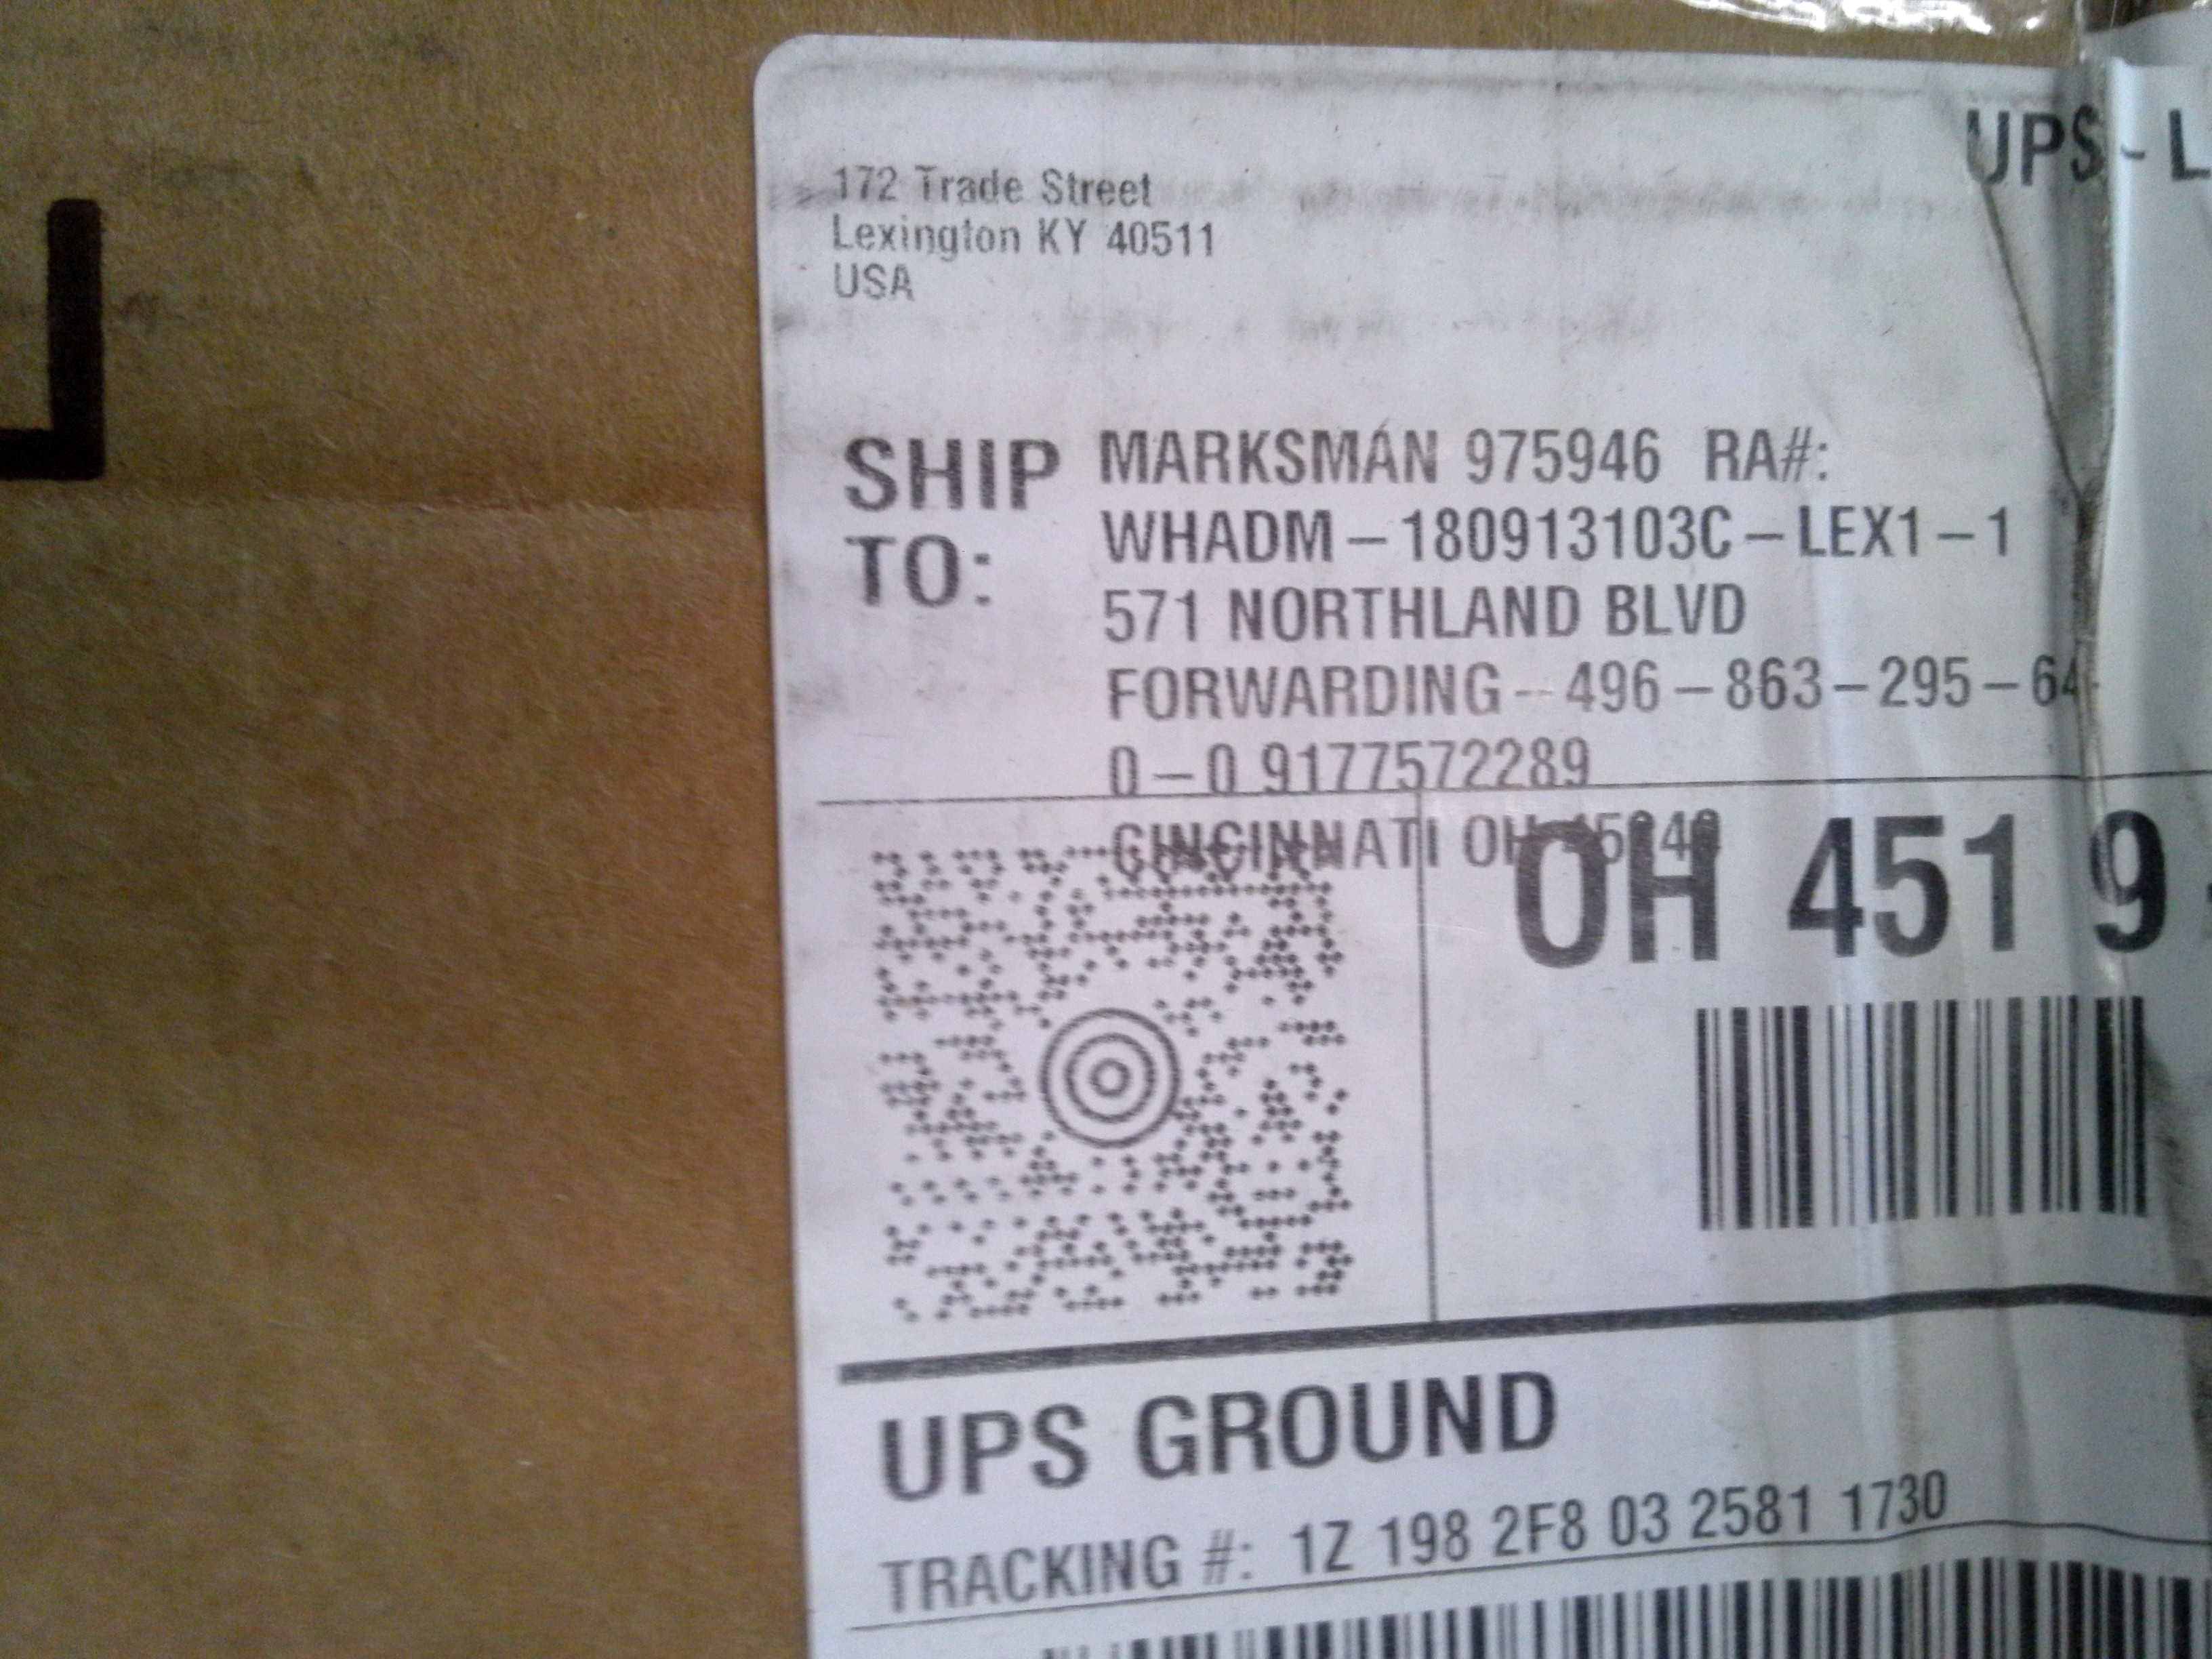 UPS - L
172 Trade Street
Lexington KY 40511
USA
SHIP TO:
MARKSMAN 975946 RA#:
WHADM-180913103C-LEX1-1
571 NORTHLAND BLVD
FORWARDING--496-863-295-64
0-0 9177572289
CINCINNATI OH
OH 451 9
UPS GROUND
TRACKING #: 1Z 198 2F8 03 2581 1730